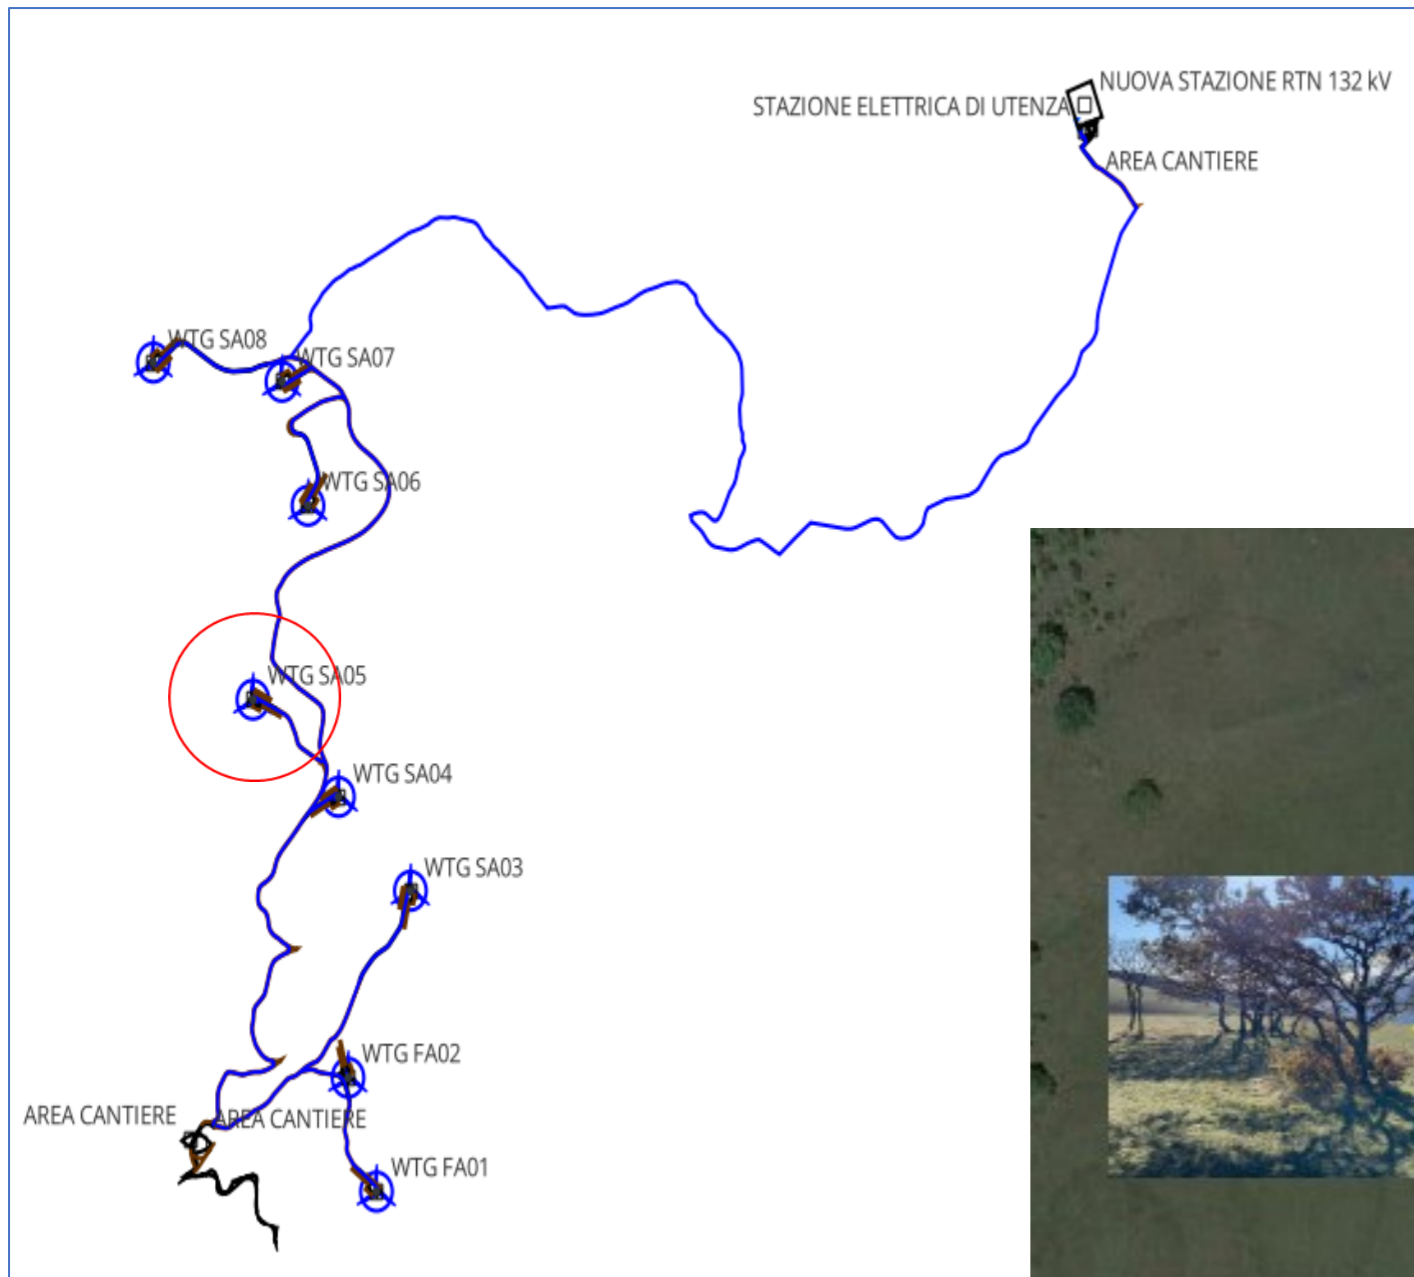 NUOVA STAZIONE RTN 132 kV
STAZIONE ELETTRICA DI UTENZA
AREA CANTIERE
WTG SA08
WTG SA07
WTG SA06
WTG SA05
WTG SA04
WTG SA03
WTG FA02
AREA CANTIERE
AREA CANTIERE
WTG FA01